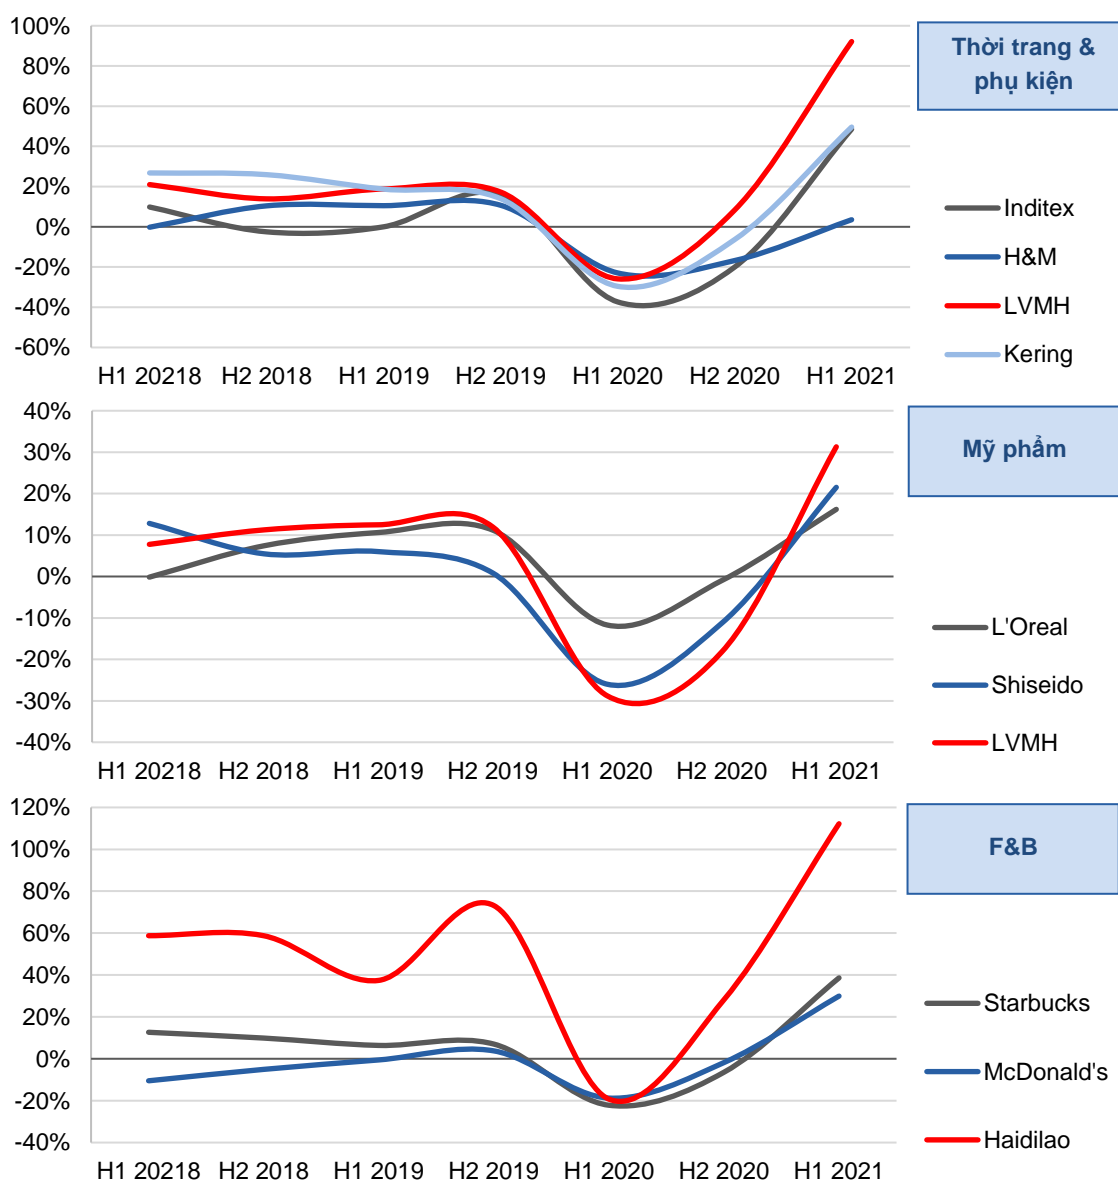 100%
80%
60%
40%
20%
0%
-20%
-40%
-60%
H1 20218 H2 2018 H1 2019 H2 2019 H1 2020 H2 2020 H1 2021
Thời trang &
phụ kiện
Inditex
H&M
LVMH
Kering
40%
30%
20%
10%
0%
-10%
-20%
-30%
-40%
H1 20218 H2 2018 H1 2019 H2 2019 H1 2020 H2 2020 H1 2021
Mỹ phẩm
L'Oreal
Shiseido
LVMH
120%
100%
80%
60%
40%
20%
0%
-20%
-40%
H1 20218 H2 2018 H1 2019 H2 2019 H1 2020 H2 2020 H1 2021
F&B
Starbucks
McDonald's
Haidilao